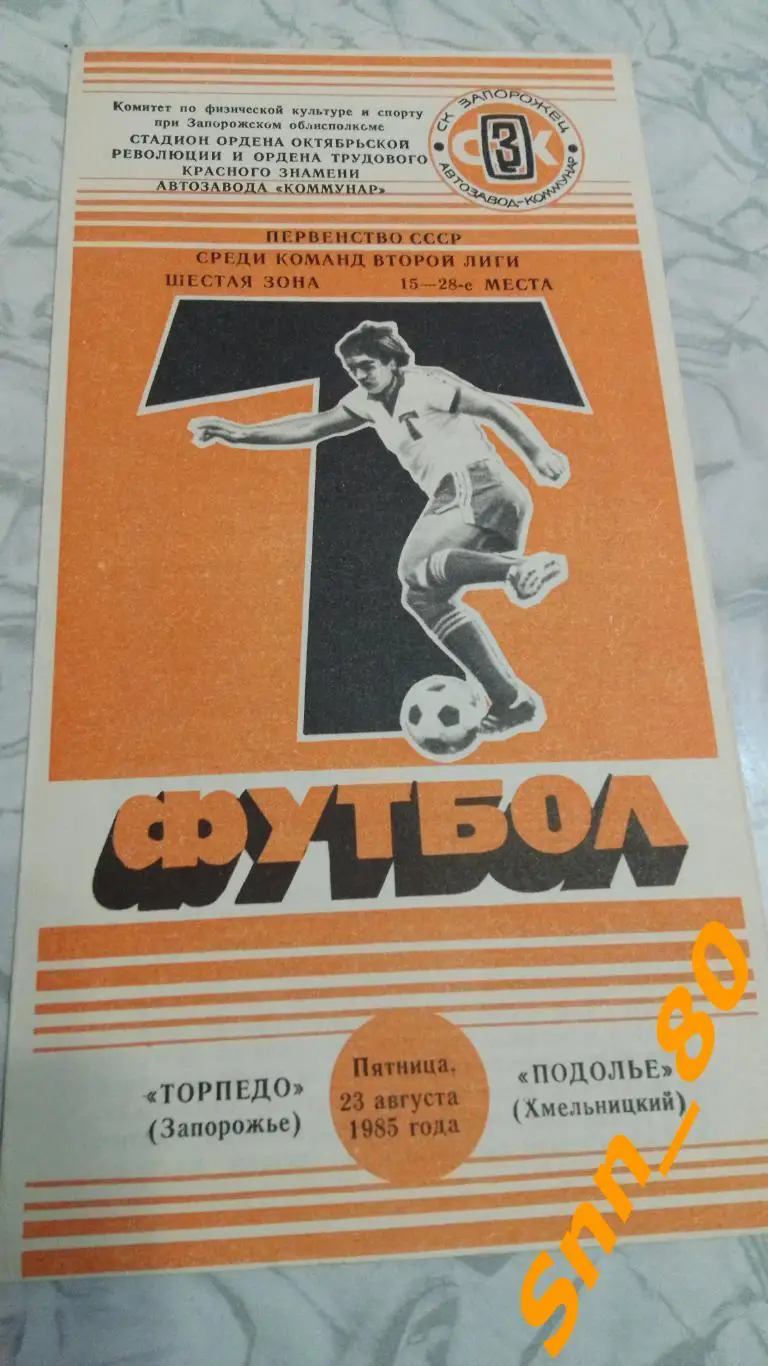 Комитет по физической культуре и спорту
при Запорожском облисполкоме
СТАДИОН ОРДЕНА ОКТЯБРЬСКОЙ
РЕВОЛЮЦИИ И ОРДЕНА ТРУДОВОГО
КРАСНОГО ЗНАМЕНИ
АВТОЗАВОДА «КОММУНАР»
СК ЗАПОРОЖЕЦ
СЗК
АВТОЗАВОД-КОММУНАР
ПЕРВЕНСТВО СССР
СРЕДИ КОМАНД ВТОРОЙ ЛИГИ
ШЕСТАЯ ЗОНА 15—28-е МЕСТА
Т
Т
ФУТБОЛ
«ТОРПЕДО»
(Запорожье)
Пятница,
23 августа
1985 года
«ПОДОЛЬЕ»
(Хмельницкий)
snn_80